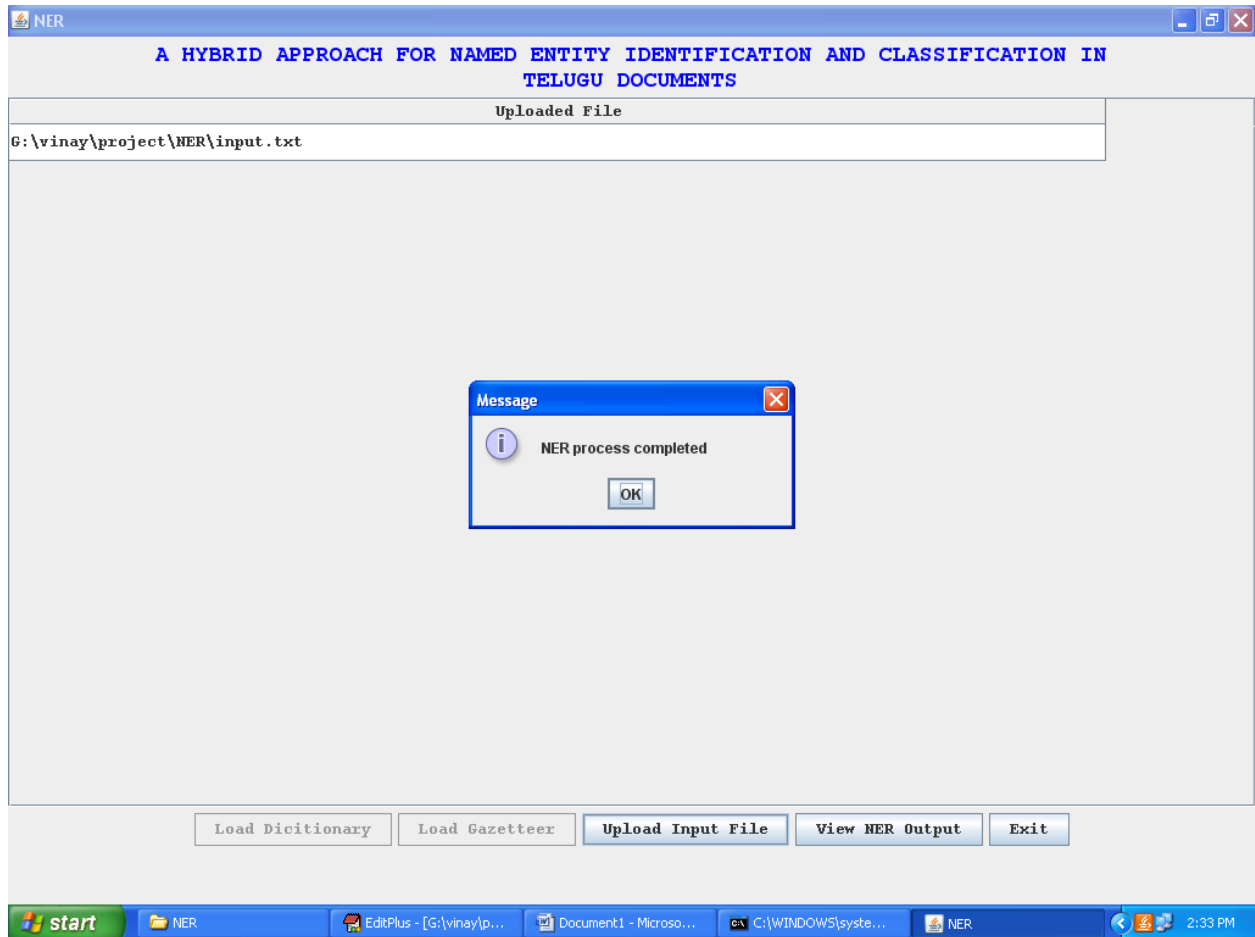 NER
A HYBRID APPROACH FOR NAMED ENTITY IDENTIFICATION AND CLASSIFICATION IN
TELUGU DOCUMENTS
Uploaded File
G:\vinay\project\NER\input.txt
Message
NER process completed
OK
Load Dicitionary Load Gazetteer Upload Input File View NER Output Exit
start NER EditPlus - [G:\vinay\p... Document1 - Microso... C:\WINDOWS\syste... NER 2:33 PM